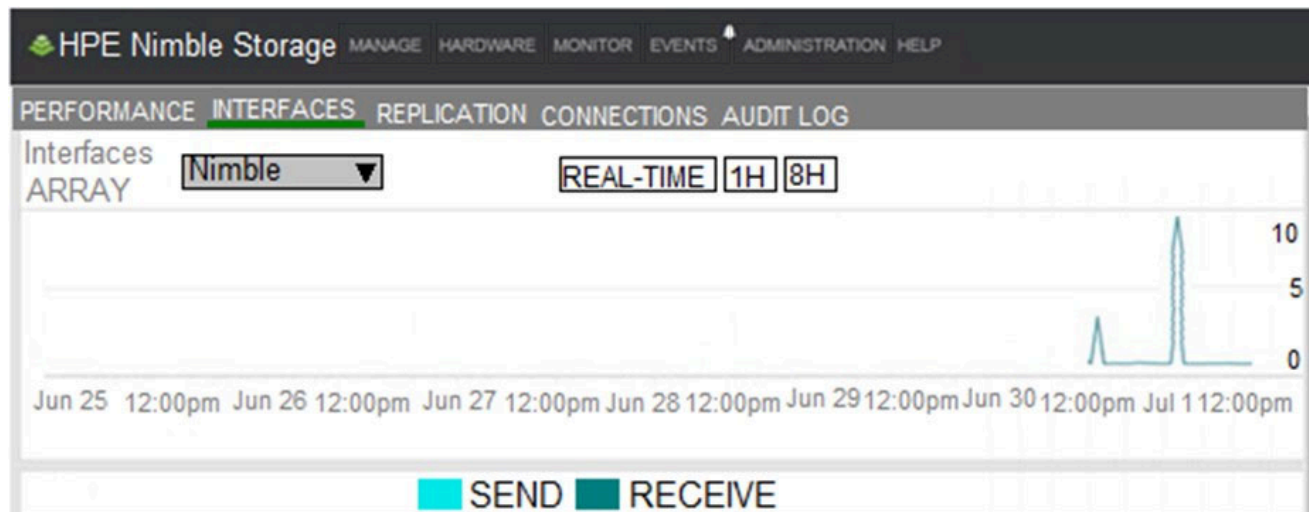 HPE Nimble Storage MANAGE HARDWARE MONITOR EVENTS ADMINISTRATION HELP
PERFORMANCE INTERFACES REPLICATION CONNECTIONS AUDIT LOG
Interfaces
ARRAY
Nimble REAL-TIME 1H 8H
10
5
0
Jun 25 12:00pm Jun 26 12:00pm Jun 27 12:00pm Jun 28 12:00pm Jun 29 12:00pm Jun 30 12:00pm Jul 1 12:00pm
SEND RECEIVE